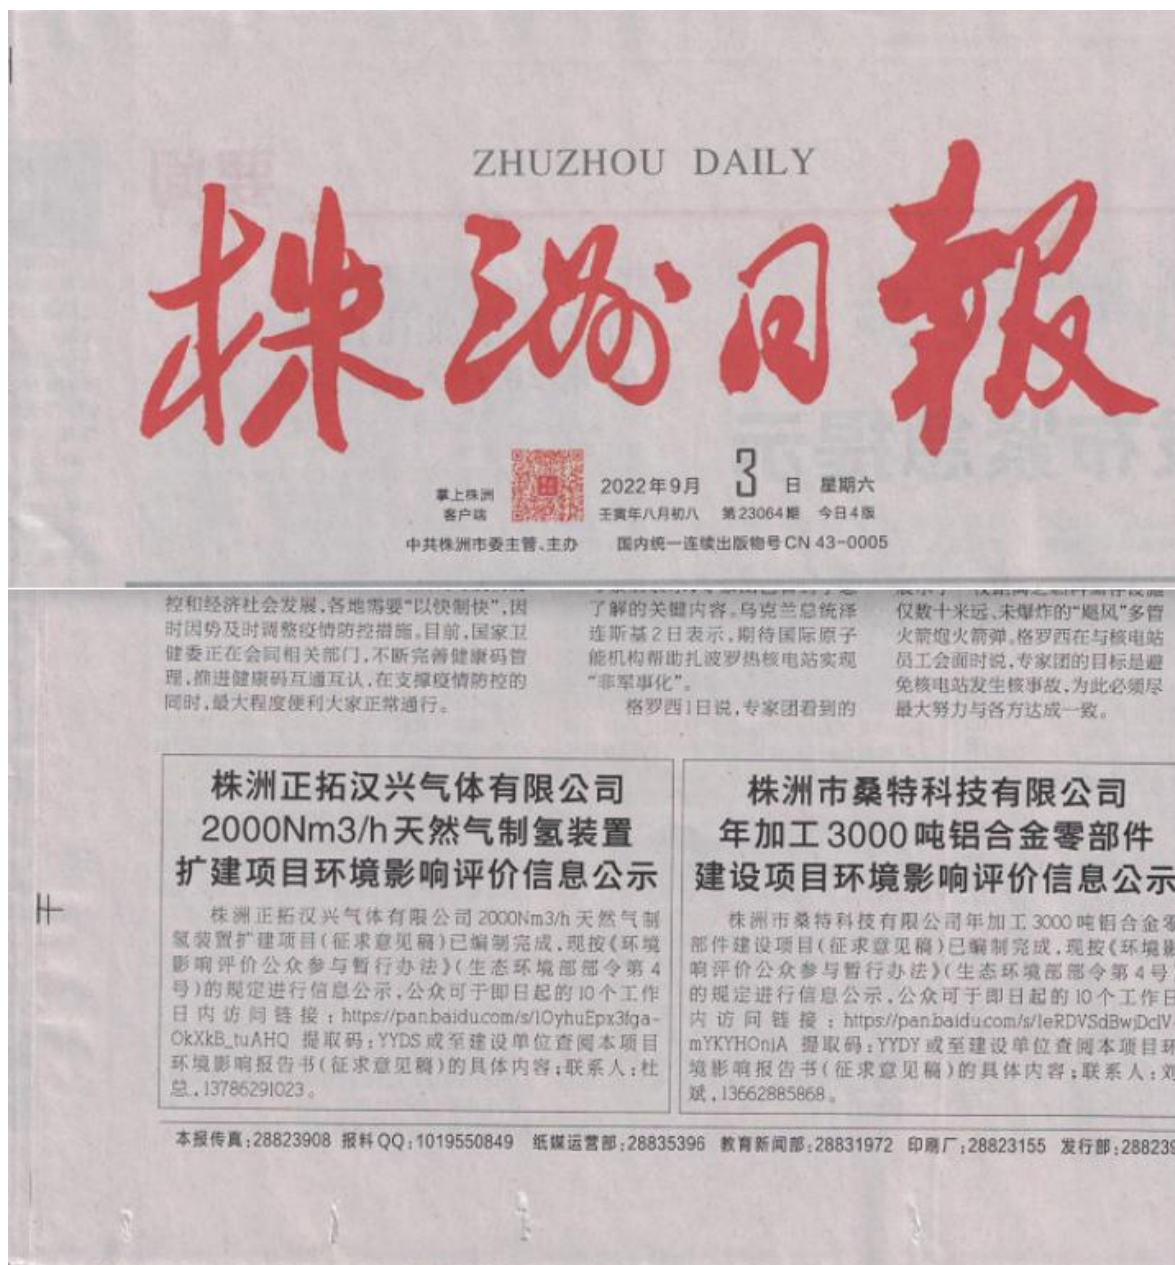 ZHUZHOU DAILY
株洲日報
掌上株洲
客户端
2022年9月 3 日 星期六
壬寅年八月初八 第23064期 今日4版
中共株洲市委主管、主办 国内统一连续出版物号CN 43-0005
控和经济社会发展,各地需要“以快制快”,因
时因势及时调整疫情防控措施。目前,国家卫
健委正在会同相关部门,不断完善健康码管
理,推进健康码互通互认,在支撑疫情防控的
同时,最大程度便利大家正常通行。
了解的关键内容。乌克兰总统泽
连斯基2日表示,期待国际原子
能机构帮助扎波罗热核电站实现
“非军事化”。
格罗西1日说,专家团看到的
仅数十米远、未爆炸的“飓风”多管
火箭炮火箭弹。格罗西在与核电站
员工会面时说,专家团的目标是避
免核电站发生核事故,为此必须尽
最大努力与各方达成一致。
株洲正拓汉兴气体有限公司
2000Nm3/h天然气制氢装置
扩建项目环境影响评价信息公示
株洲正拓汉兴气体有限公司2000Nm3/h天然气制
氢装置扩建项目(征求意见稿)已编制完成,现按《环境
影响评价公众参与暂行办法》(生态环境部部令第4
号)的规定进行信息公示,公众可于即日起的10个工作
日内访问链接:https://pan.baidu.com/s/1OyhuEpx3fga-
OkXkB_tuAHQ 提取码:YYDS或至建设单位查阅本项目
环境影响报告书(征求意见稿)的具体内容;联系人:杜
总,13786291023。
株洲市桑特科技有限公司
年加工3000吨铝合金零部件
建设项目环境影响评价信息公示
株洲市桑特科技有限公司年加工3000吨铝合金零
部件建设项目(征求意见稿)已编制完成,现按《环境影
响评价公众参与暂行办法》(生态环境部部令第4号)
的规定进行信息公示,公众可于即日起的10个工作日
内访问链接:https://pan.baidu.com/s/1eRDVSdBwjDclV-
mYKYHOnjA 提取码:YYDY或至建设单位查阅本项目环
境影响报告书(征求意见稿)的具体内容;联系人:刘
斌,13662885868。
本报传真:28823908 报料QQ:1019550849 纸媒运营部:28835396 教育新闻部:28831972 印刷厂:28823155 发行部:288239